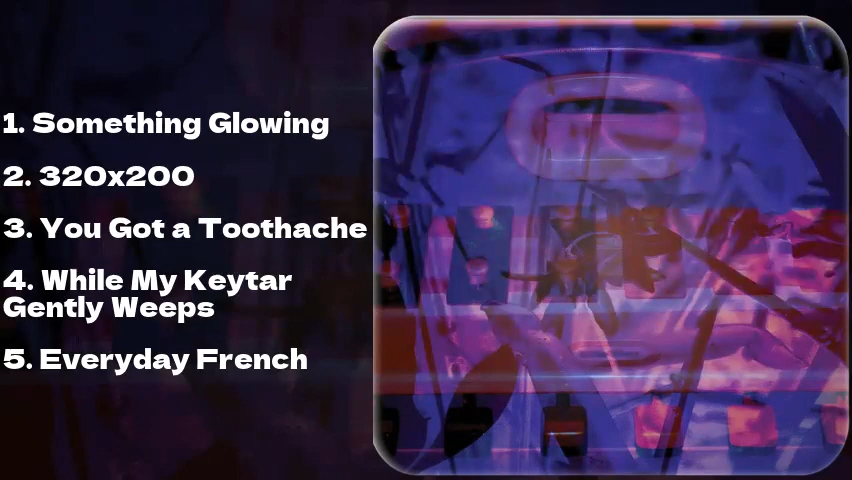 1. Something Glowing
2. 320x200
3. You Got a Toothache
4. While My Keytar
Gently Weeps
5. Everyday French